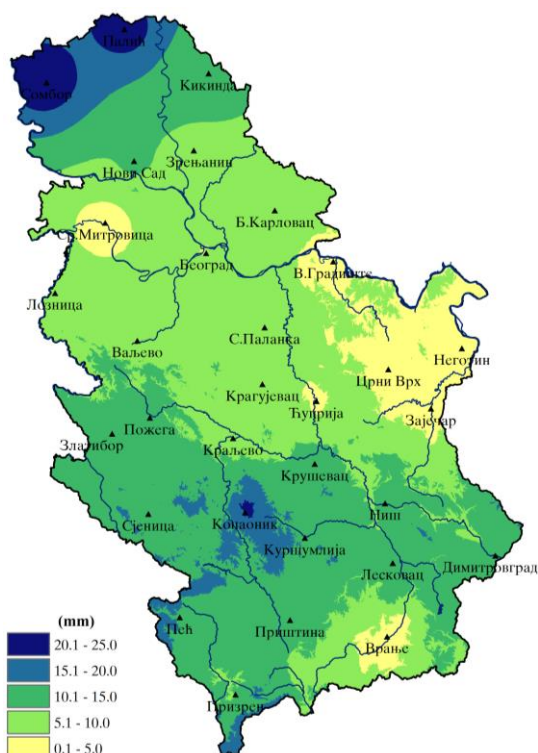 Палић
Сомбор
Кикинда
Зрењанин
Нови Сад
Б.Карловац
Ср.Митровица
Београд
В.Градиште
Лозница
Ваљево
С.Паланка
Неготин
Црни Врх
Крагујевац
Ћуприја
Зајечар
Пожега
Златибор
Краљево
Крушевац
Ниш
Сјеница
Копаоник
Куршумлија
Лесковац
Димитровград
(mm)
20.1 - 25.0
Пећ
Приштина
15.1 - 20.0
Врање
10.1 - 15.0
5.1 - 10.0
Призрен
0.1 - 5.0